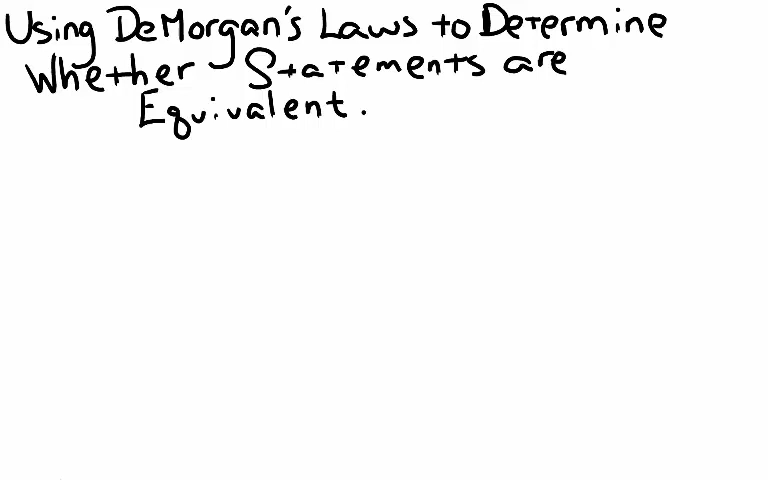 Using DeMorgan's Laws to Determine
Whether Statements are
Equivalent.